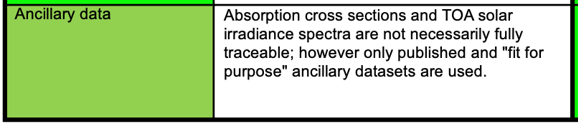 Ancillary data
Absorption cross sections and TOA solar
irradiance spectra are not necessarily fully
traceable; however only published and "fit for
purpose" ancillary datasets are used.